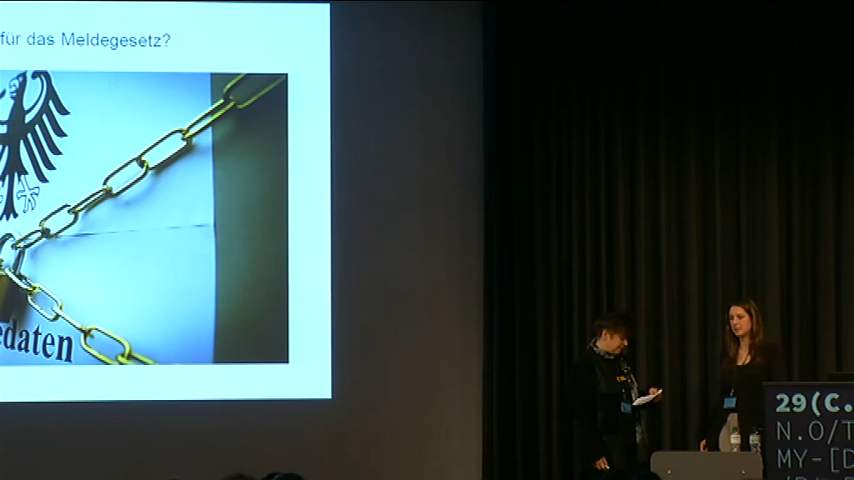 für das Meldegesetz?
edaten
29(C.
N.O/T
MY-[D